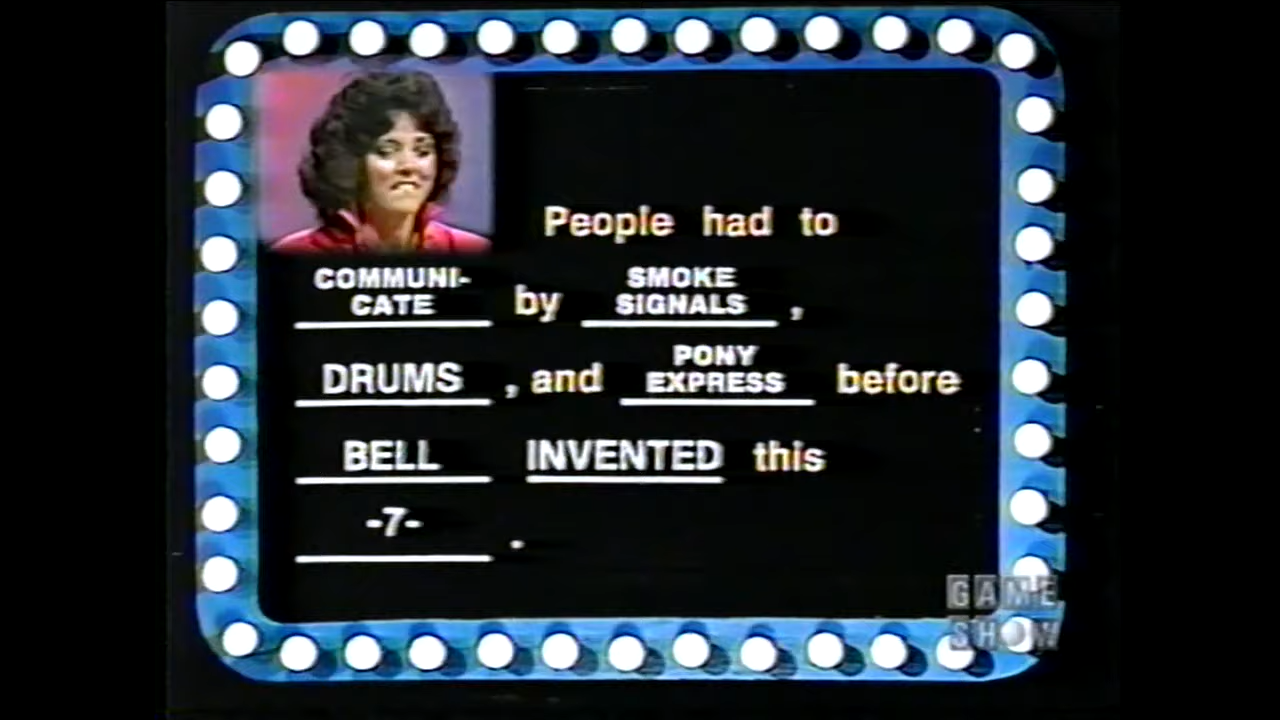 People had to
COMMUNI-
CATE by SMOKE
SIGNALS ,
DRUMS , and PONY
EXPRESS before
BELL INVENTED this
-7- .
GAME
SHOW